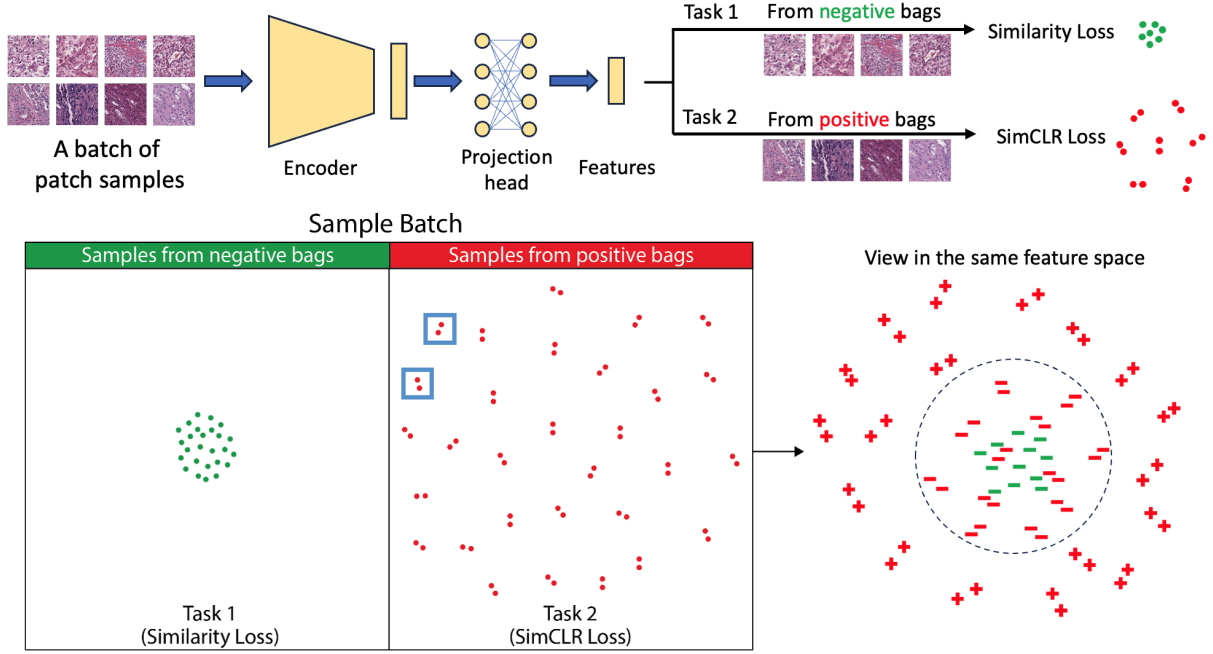 Task 1
From negative bags
Similarity Loss
A batch of
patch samples
Encoder
Projection
head
Features
Task 2
From positive bags
SimCLR Loss
Sample Batch
Samples from negative bags
Samples from positive bags
Task 1
(Similarity Loss)
Task 2
(SimCLR Loss)
View in the same feature space